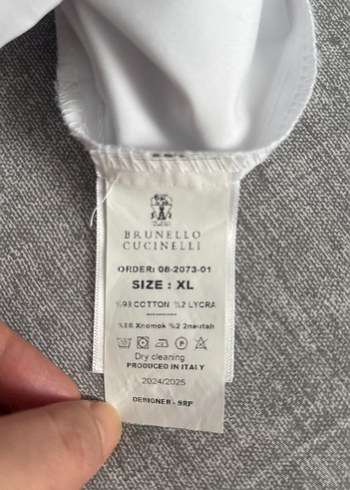 BRUNELLO
CUCINELLI
ORDER: 08-2073-01
SIZE : XL
%98 COTTON %2 LYCRA
Dry cleaning
PRODUCED IN ITALY
2024/2025
DESIGNER - SRP